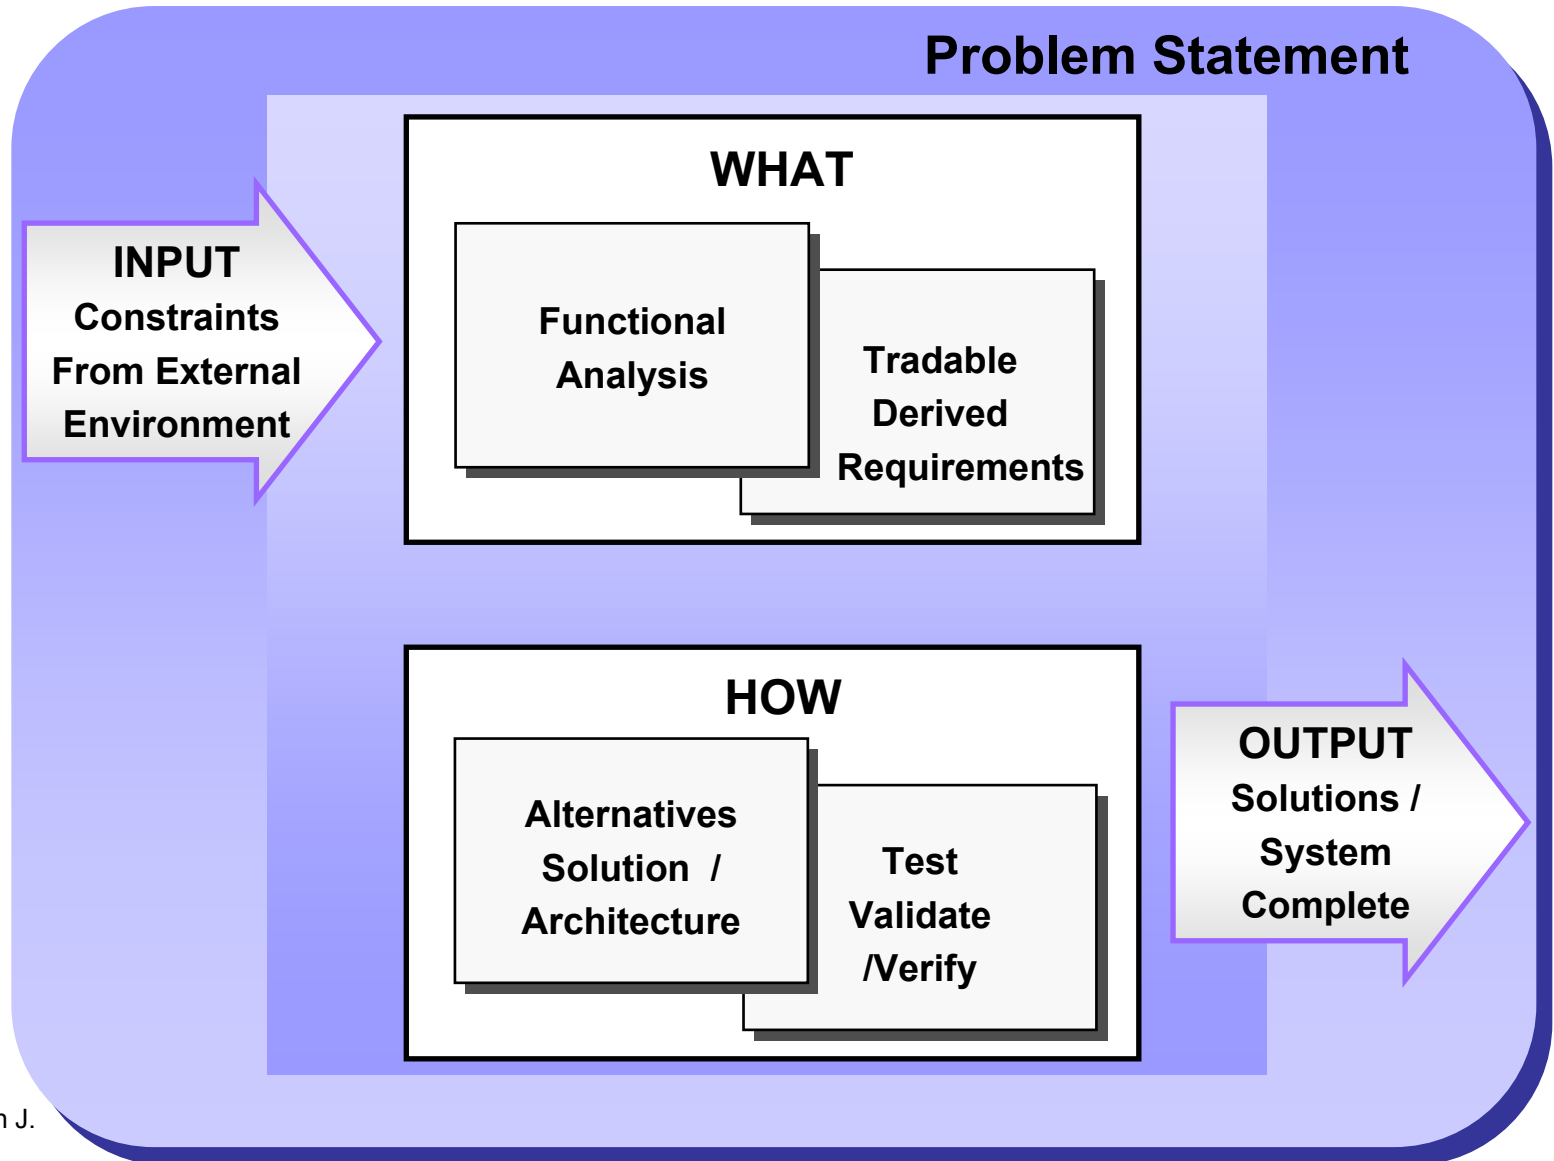 Problem Statement
WHAT
INPUT
Constraints
From External
Environment
Functional
Analysis
Tradable
Derived
Requirements
HOW
Alternatives
Solution /
Architecture
Test
Validate
/Verify
OUTPUT
Solutions /
System
Complete
J.